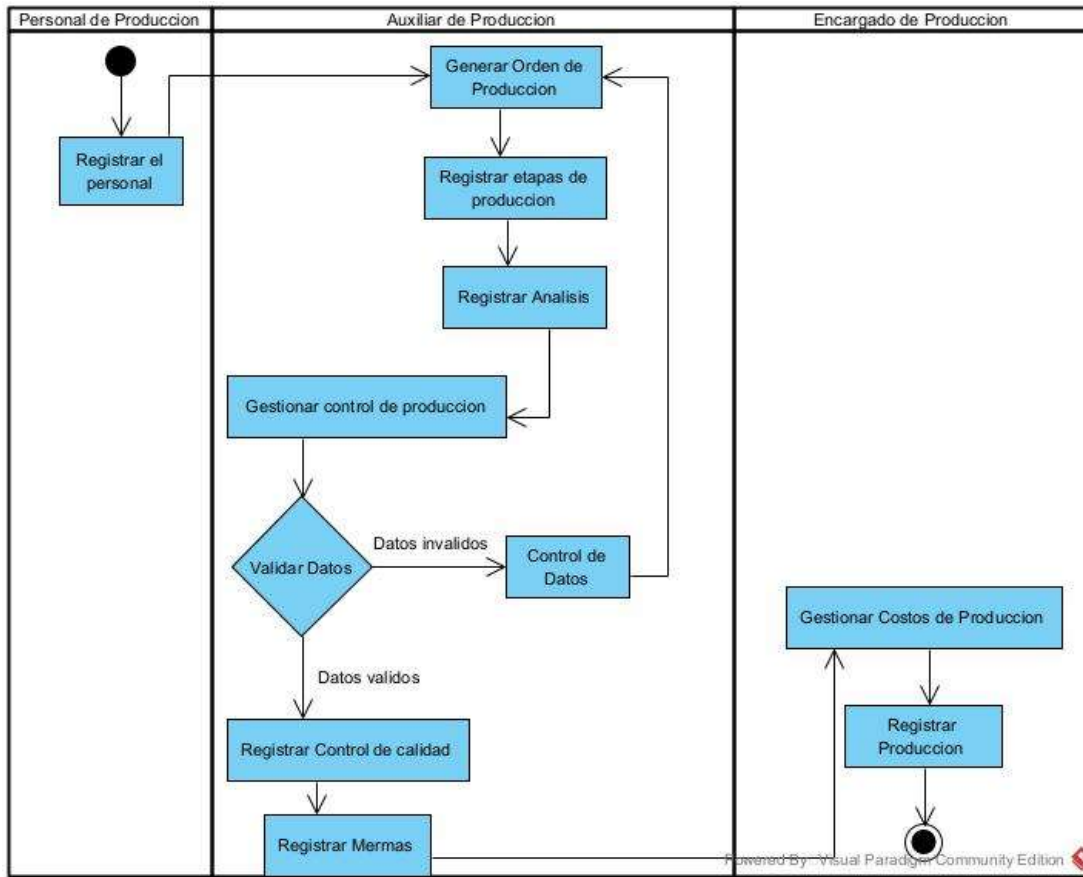 Personal de Produccion
Auxiliar de Produccion
Encargado de Produccion
Generar Orden de
Produccion
Registrar el
personal
Registrar etapas de
produccion
Registrar Analisis
Gestionar control de produccion
Validar Datos
Datos invalidos
Control de
Datos
Datos validos
Registrar Control de calidad
Registrar Mermas
Gestionar Costos de Produccion
Registrar
Produccion
Powered By: Visual Paradigm Community Edition